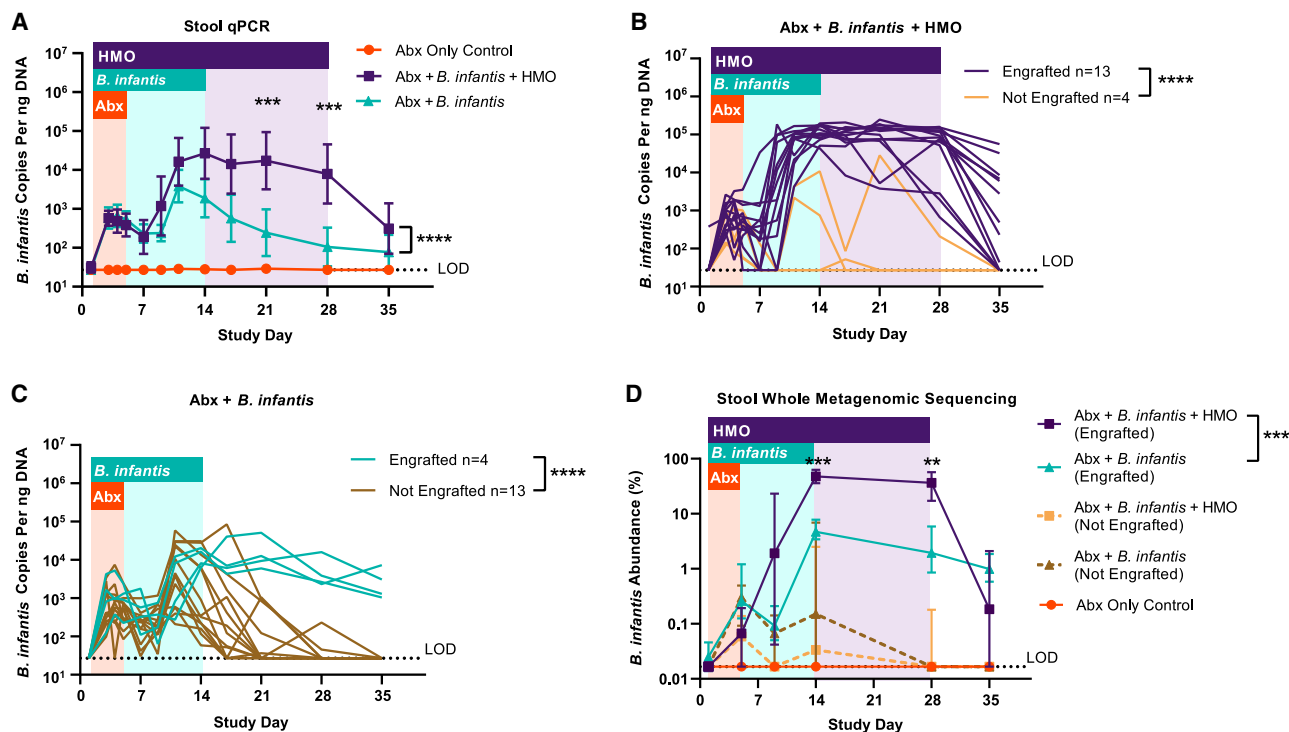 A
Stool qPCR
HMO
B. infantis
Abx
Abx Only Control
Abx + B. infantis + HMO
Abx + B. infantis
***
***
****
LOD
B. infantis Copies Per ng DNA
10⁷
10⁶
10⁵
10⁴
10³
10²
10¹
0 7 14 21 28 35
Study Day
B
Abx + B. infantis + HMO
HMO
B. infantis
Abx
Engrafted n=13
Not Engrafted n=4
****
LOD
B. infantis Copies Per ng DNA
10⁷
10⁶
10⁵
10⁴
10³
10²
10¹
0 7 14 21 28 35
Study Day
C
Abx + B. infantis
B. infantis
Abx
Engrafted n=4
Not Engrafted n=13
****
LOD
B. infantis Copies Per ng DNA
10⁷
10⁶
10⁵
10⁴
10³
10²
10¹
0 7 14 21 28 35
Study Day
D
Stool Whole Metagenomic Sequencing
HMO
B. infantis
Abx
***
**
Abx + B. infantis + HMO
(Engrafted)
Abx + B. infantis
(Engrafted)
***
Abx + B. infantis + HMO
(Not Engrafted)
Abx + B. infantis
(Not Engrafted)
Abx Only Control
LOD
B. infantis Abundance (%)
100
10
1
0.1
0.01
0 7 14 21 28 35
Study Day